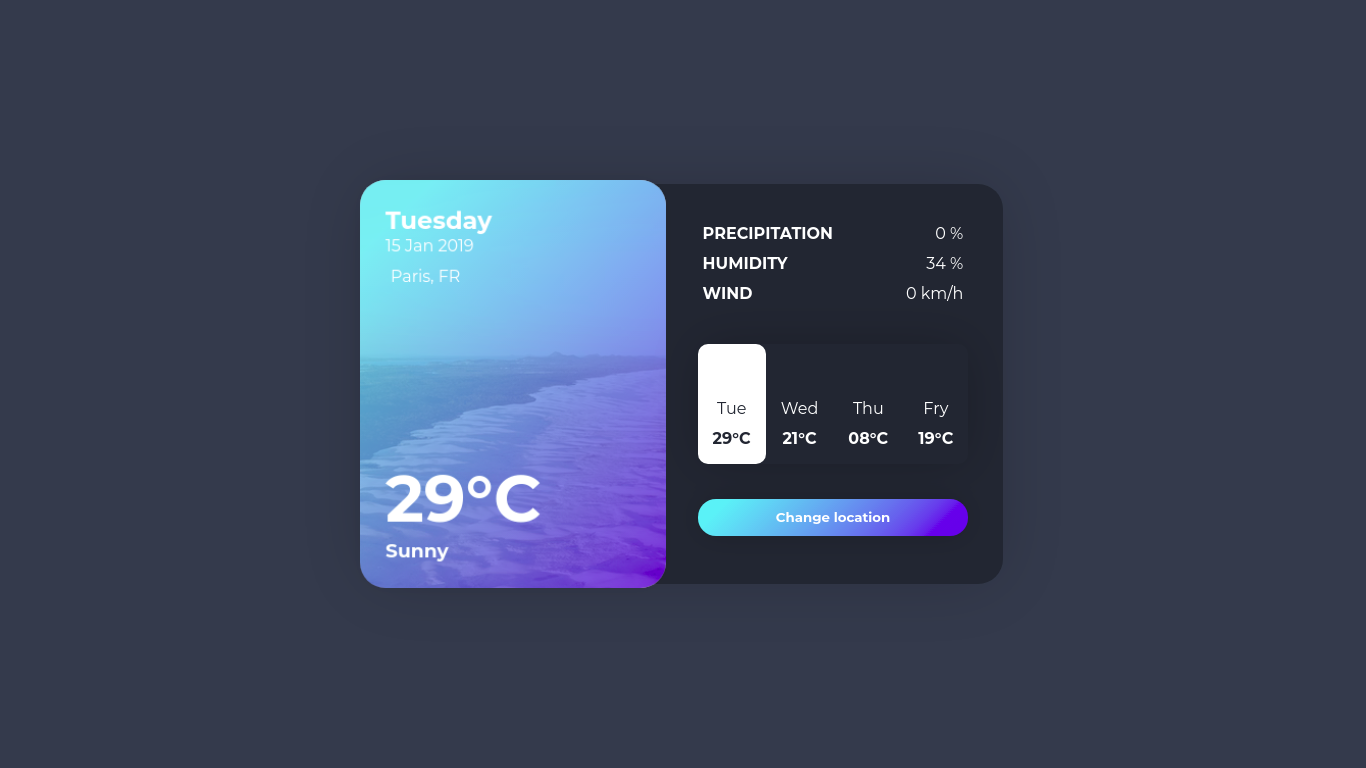 Tuesday
15 Jan 2019
Paris, FR
29°C
Sunny
PRECIPITATION 0 %
HUMIDITY 34 %
WIND 0 km/h
Tue Wed Thu Fry
29°C 21°C 08°C 19°C
Change location